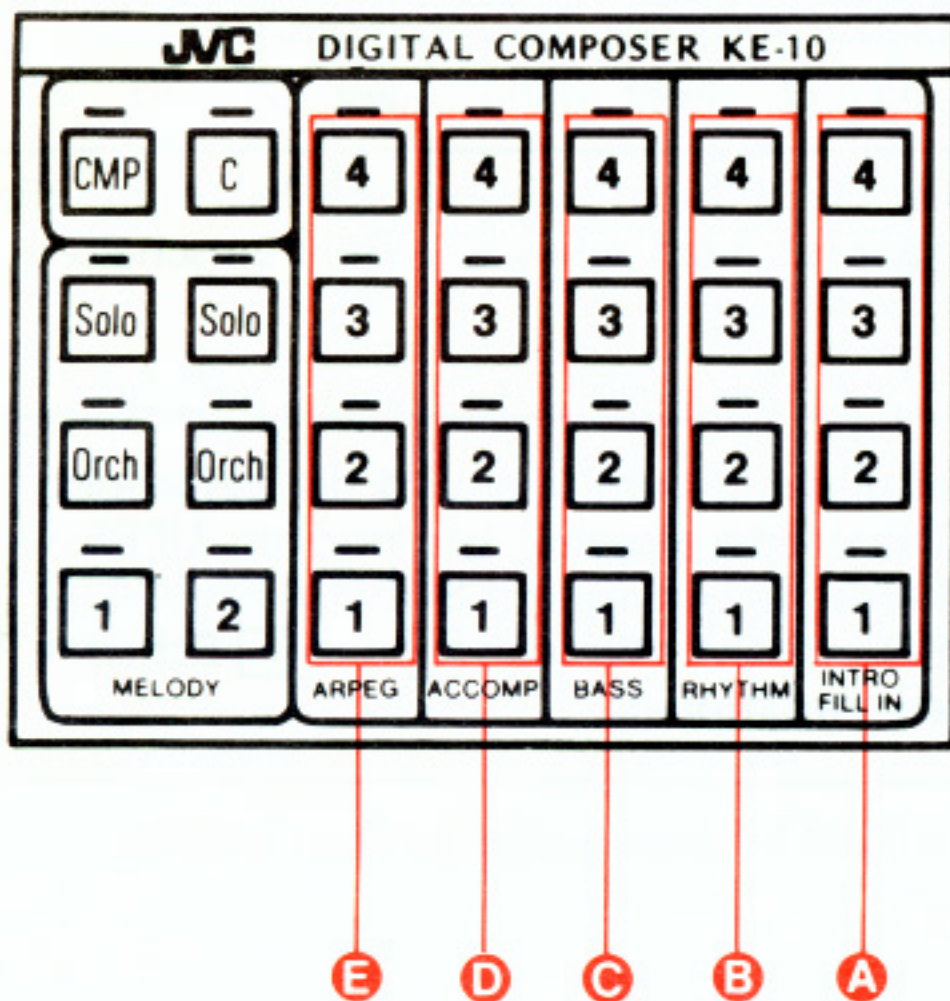 JVC DIGITAL COMPOSER KE-10
CMP C 4 4 4 4 4
Solo Solo 3 3 3 3 3
Orch Orch 2 2 2 2 2
1 2 1 1 1 1 1
MELODY ARPEG ACCOMP BASS RHYTHM INTRO
FILL IN
E D C B A